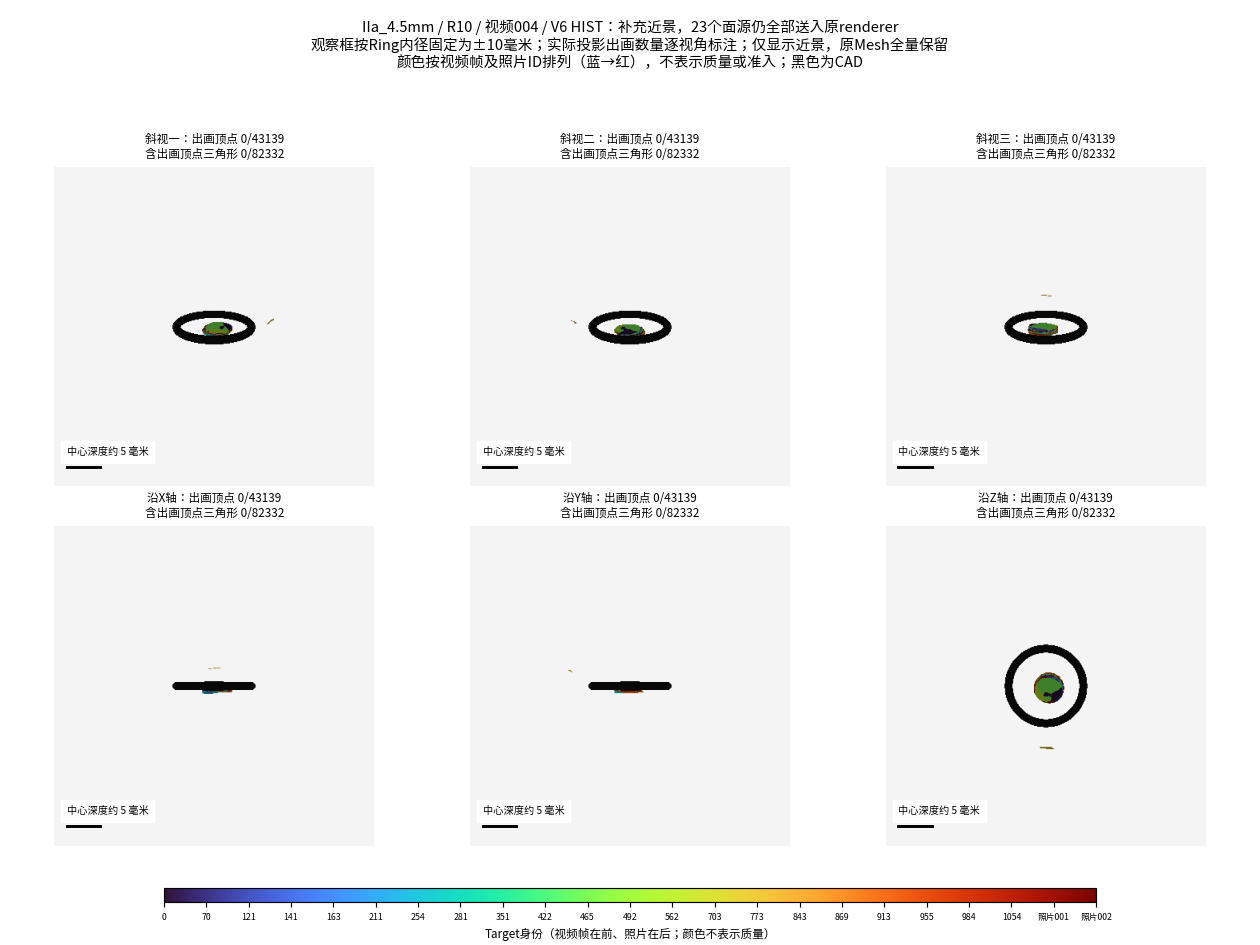 IIa_4.5mm / R10 / 视频004 / V6 HIST：补充近景，23个面源仍全部送入原renderer
观察框按Ring内径固定为±10毫米；实际投影出画数量逐视角标注；仅显示近景，原Mesh全量保留
颜色按视频帧及照片ID排列（蓝→红），不表示质量或准入；黑色为CAD
斜视一：出画顶点 0/43139
含出画顶点三角形 0/82332
斜视二：出画顶点 0/43139
含出画顶点三角形 0/82332
斜视三：出画顶点 0/43139
含出画顶点三角形 0/82332
中心深度约 5 毫米
中心深度约 5 毫米
中心深度约 5 毫米
沿X轴：出画顶点 0/43139
含出画顶点三角形 0/82332
沿Y轴：出画顶点 0/43139
含出画顶点三角形 0/82332
沿Z轴：出画顶点 0/43139
含出画顶点三角形 0/82332
中心深度约 5 毫米
中心深度约 5 毫米
中心深度约 5 毫米
0 70 121 141 163 211 254 281 351 422 465 492 562 703 773 843 869 913 955 984 1054 照片001 照片002
Target身份（视频帧在前、照片在后；颜色不表示质量）